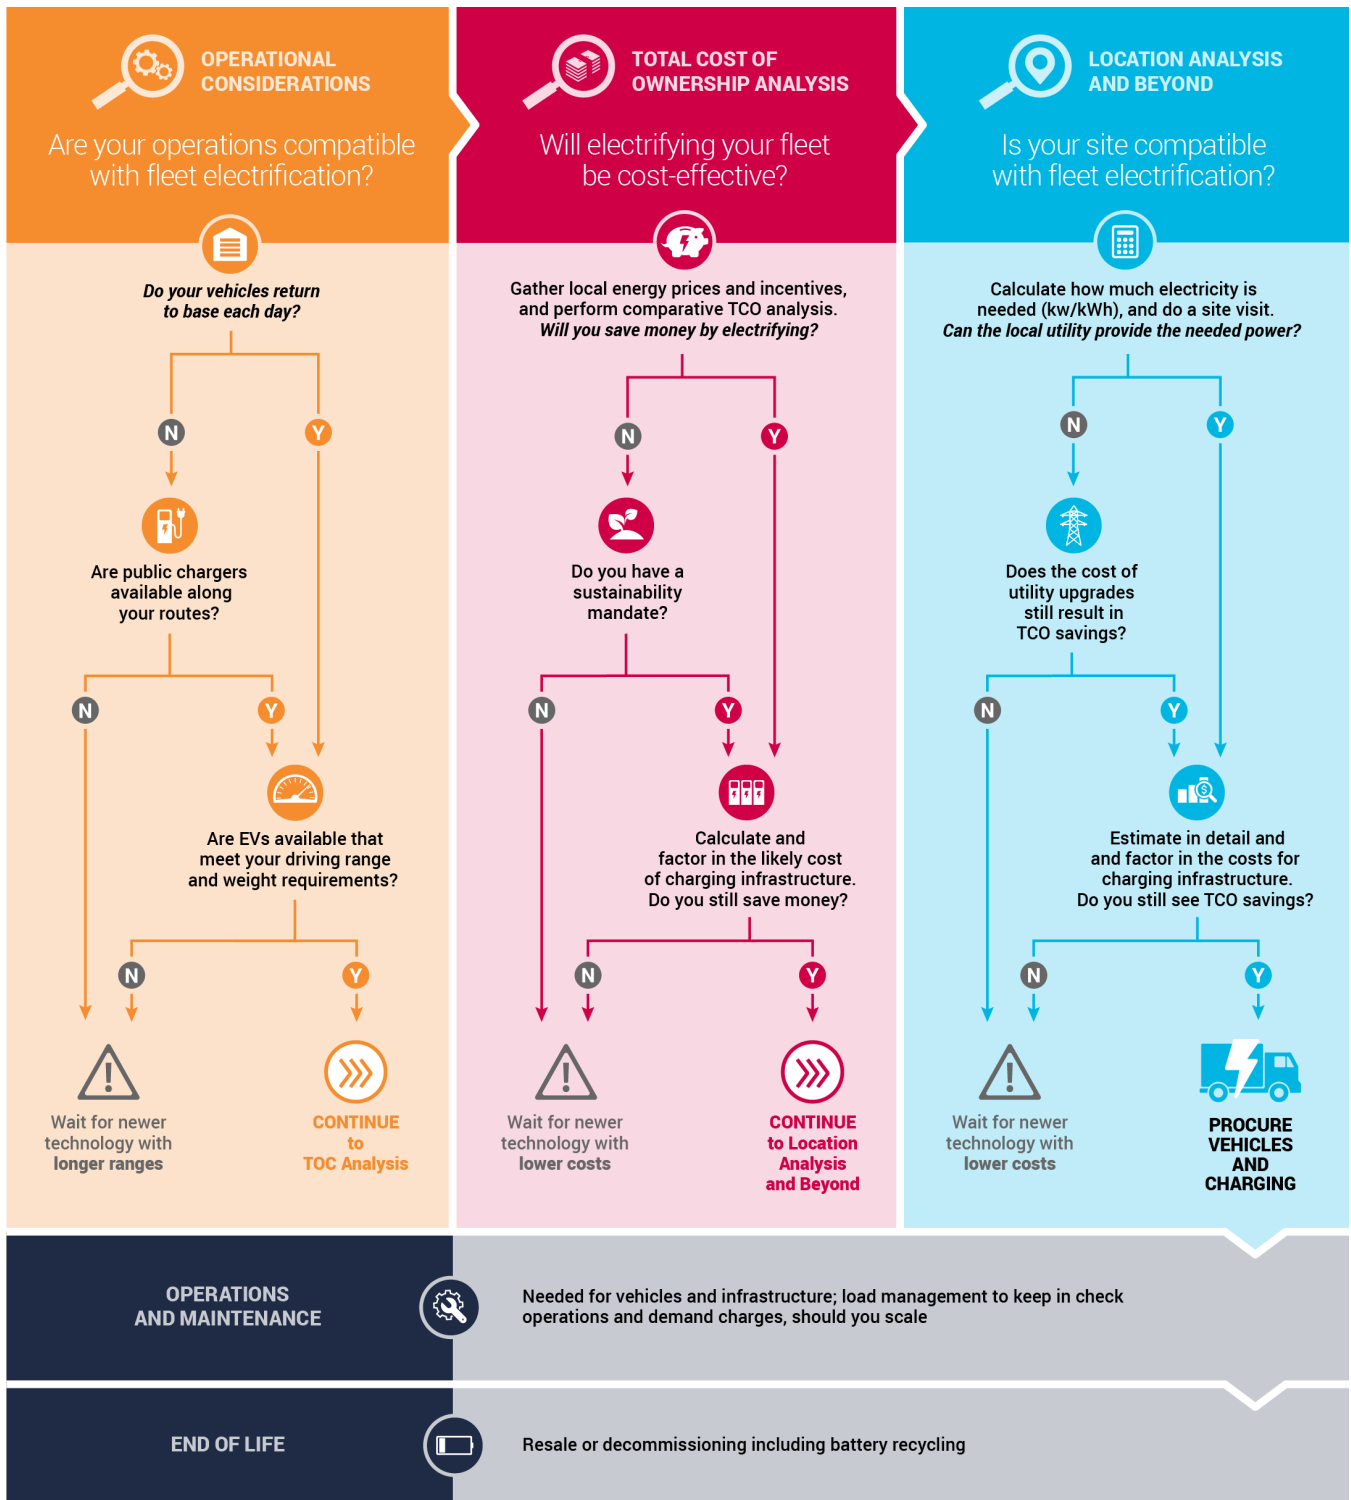 OPERATIONAL
CONSIDERATIONS
Are your operations compatible
with fleet electrification?
Do your vehicles return
to base each day?
N
Y
Are public chargers
available along
your routes?
N
Y
Are EVs available that
meet your driving range
and weight requirements?
N
Y
Wait for newer
technology with
longer ranges
CONTINUE
to
TOC Analysis
TOTAL COST OF
OWNERSHIP ANALYSIS
Will electrifying your fleet
be cost-effective?
Gather local energy prices and incentives,
and perform comparative TCO analysis.
Will you save money by electrifying?
N
Y
Do you have a
sustainability
mandate?
N
Y
Calculate and
factor in the likely cost
of charging infrastructure.
Do you still save money?
N
Y
Wait for newer
technology with
lower costs
CONTINUE
to Location
Analysis
and Beyond
LOCATION ANALYSIS
AND BEYOND
Is your site compatible
with fleet electrification?
Calculate how much electricity is
needed (kw/kWh), and do a site visit.
Can the local utility provide the needed power?
N
Y
Does the cost of
utility upgrades
still result in
TCO savings?
N
Y
$
Estimate in detail and
and factor in the costs for
charging infrastructure.
Do you still see TCO savings?
N
Y
Wait for newer
technology with
lower costs
PROCURE
VEHICLES
AND
CHARGING
OPERATIONS
AND MAINTENANCE
Needed for vehicles and infrastructure; load management to keep in check
operations and demand charges, should you scale
END OF LIFE
Resale or decommissioning including battery recycling